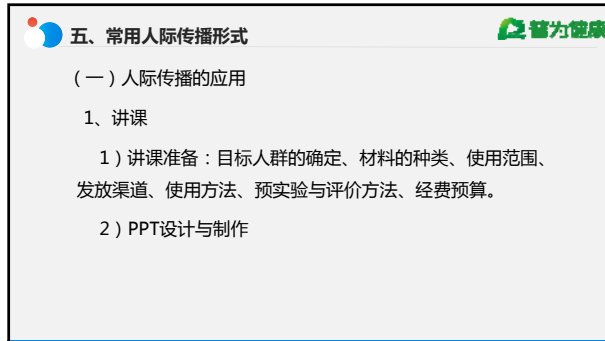 五、常用人际传播形式
普为健康
（一）人际传播的应用
1、讲课
1）讲课准备：目标人群的确定、材料的种类、使用范围、
发放渠道、使用方法、预实验与评价方法、经费预算。
2）PPT设计与制作